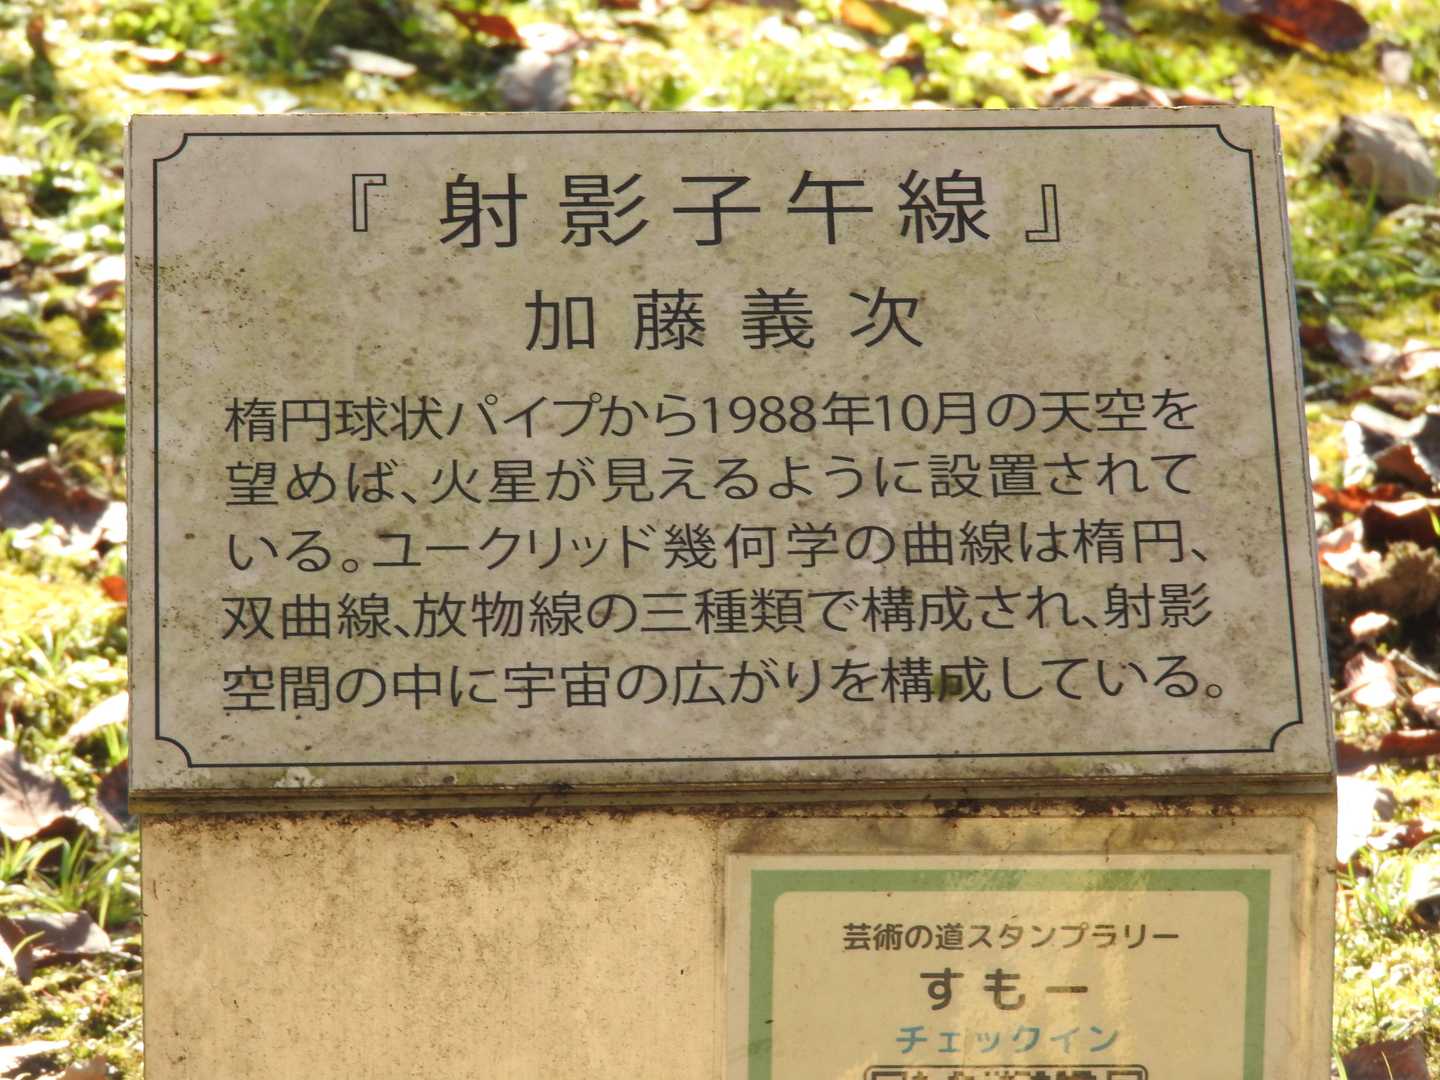 『射影子午線』
加藤義次
楕円球状パイプから1988年10月の天空を
望めば、火星が見えるように設置されて
いる。ユークリッド幾何学の曲線は楕円、
双曲線、放物線の三種類で構成され、射影
空間の中に宇宙の広がりを構成している。
芸術の道スタンプラリー
すもー
チェックイン